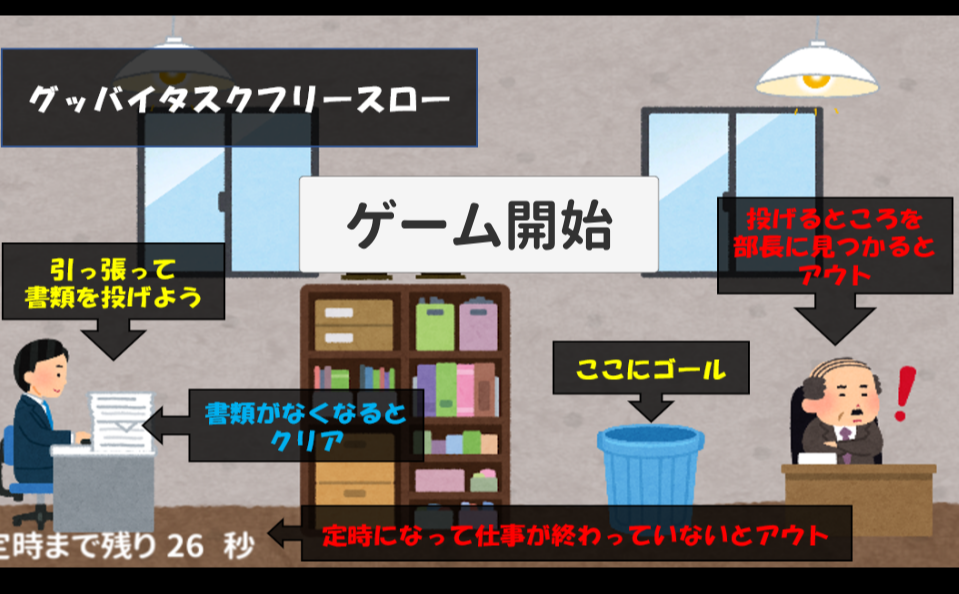 グッバイタスクフリースロー
ゲーム開始
投げるところを
部長に見つかると
アウト
引っ張って
書類を投げよう
ここにゴール
書類がなくなると
クリア
定時になって仕事が終わっていないとアウト
定時まで残り 26 秒